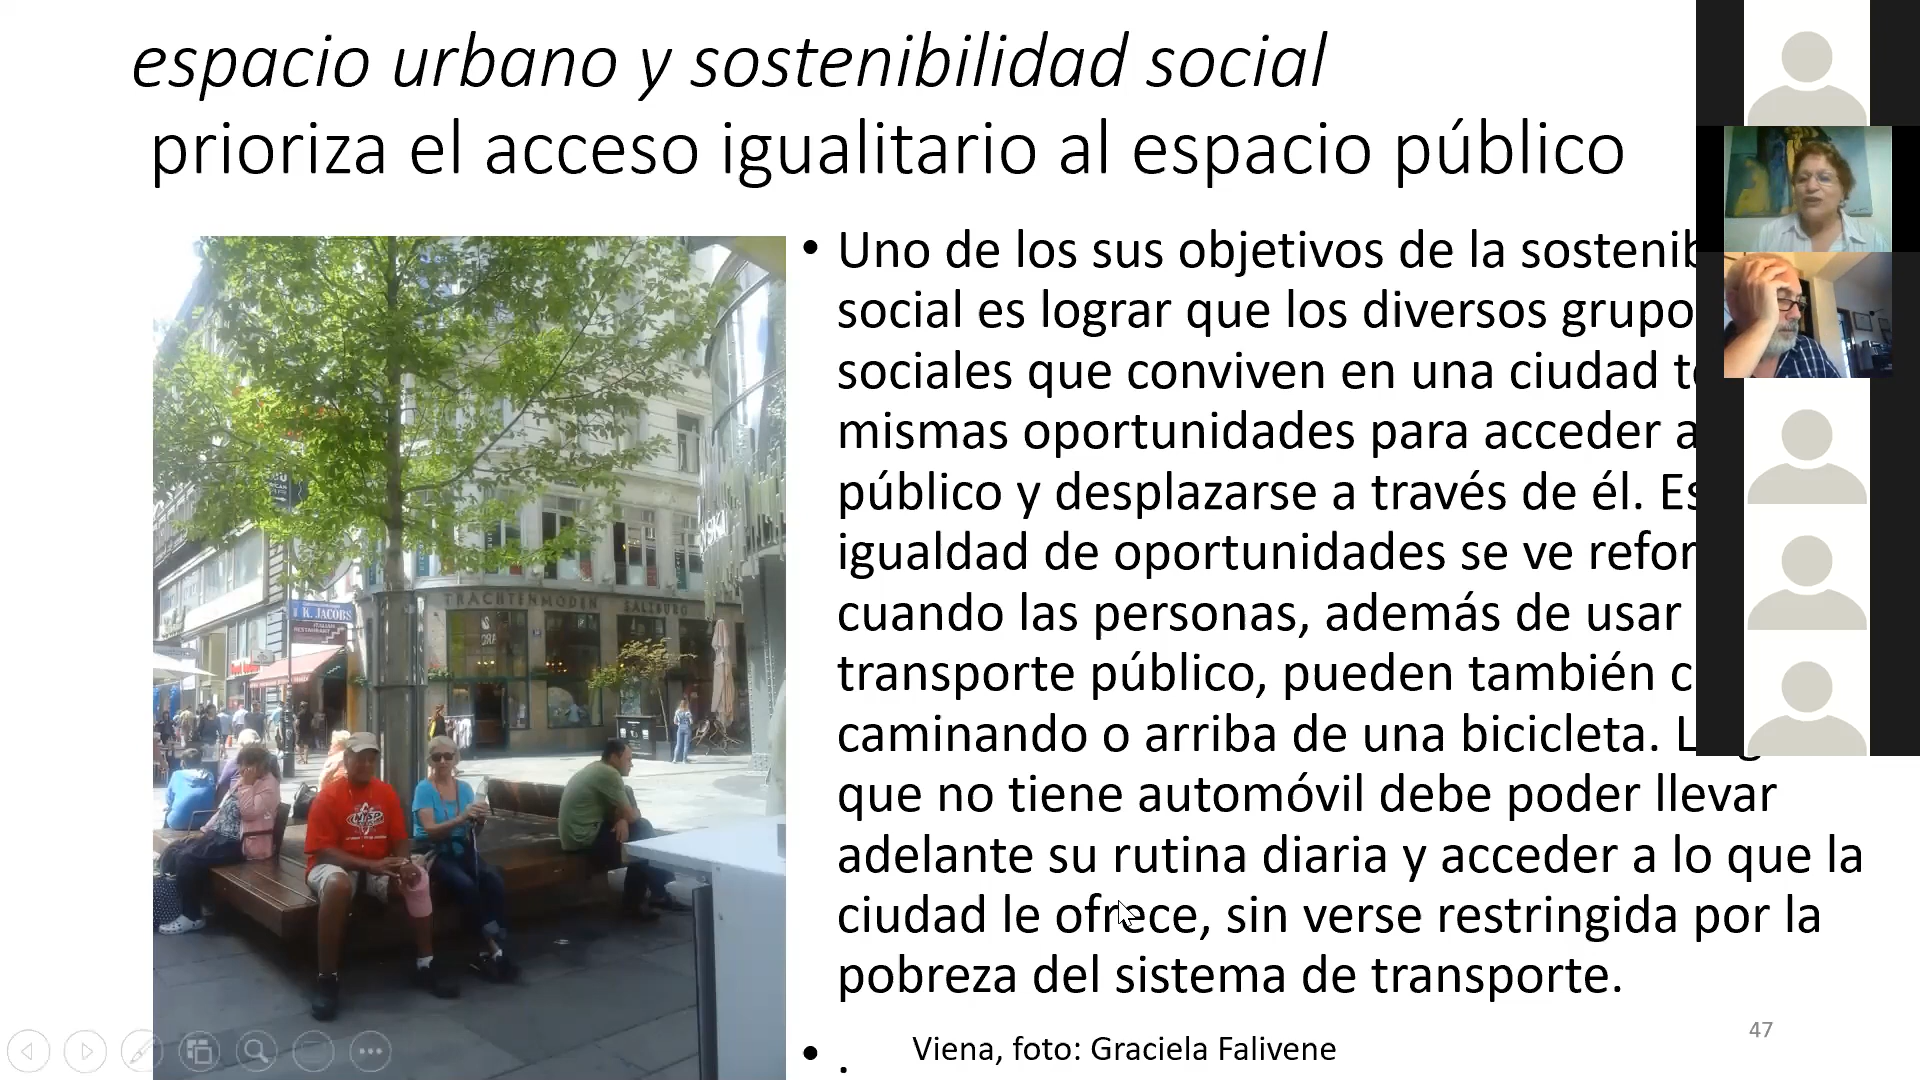 espacio urbano y sostenibilidad social
prioriza el acceso igualitario al espacio público
• Uno de los sus objetivos de la sostenib
social es lograr que los diversos grupo
sociales que conviven en una ciudad t
mismas oportunidades para acceder a
público y desplazarse a través de él. Es
igualdad de oportunidades se ve refor
cuando las personas, además de usar
transporte público, pueden también c
caminando o arriba de una bicicleta. L
que no tiene automóvil debe poder llevar
adelante su rutina diaria y acceder a lo que la
ciudad le ofrece, sin verse restringida por la
pobreza del sistema de transporte.
• .
Viena, foto: Graciela Falivene
47
TRACHTENMODEN SALZBURG
K. JACOBS
ITALIAN
RESTAURANT